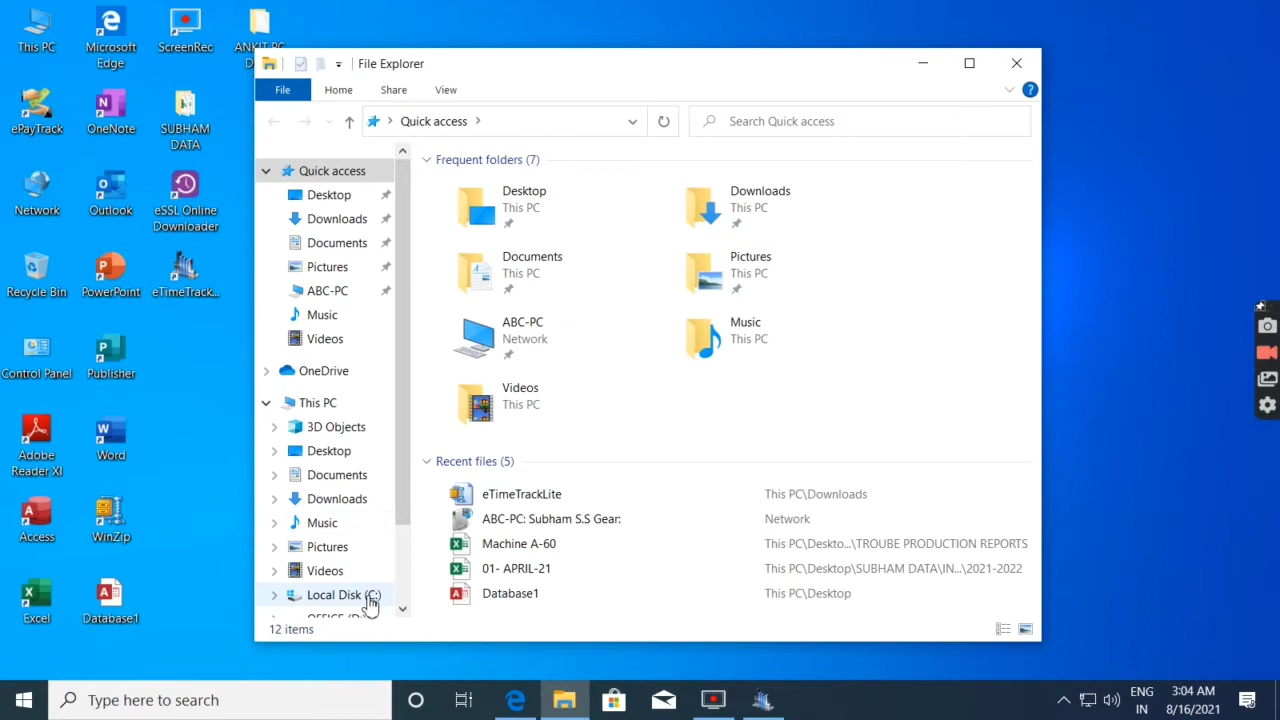 This PC
Microsoft
Edge
ScreenRec
ANKIT PC
ePayTrack
OneNote
SUBHAM
DATA
Network
Outlook
eSSL Online
Downloader
Recycle Bin
PowerPoint
eTimeTrack...
Control Panel
Publisher
Adobe
Reader XI
Word
Access
WinZip
Excel
Database1
File Explorer
File
Home
Share
View
Quick access
Search Quick access
Quick access
Desktop
Downloads
Documents
Pictures
ABC-PC
Music
Videos
OneDrive
This PC
3D Objects
Desktop
Documents
Downloads
Music
Pictures
Videos
Local Disk (C:)
Frequent folders (7)
Desktop
This PC
Downloads
This PC
Documents
This PC
Pictures
This PC
ABC-PC
Network
Music
This PC
Videos
This PC
Recent files (5)
eTimeTrackLite This PC\Downloads
ABC-PC: Subham S.S Gear: Network
Machine A-60 This PC\Deskto...\TROUBE PRODUCTION REPORTS
01- APRIL-21 This PC\Desktop\SUBHAM DATA\IN...\2021-2022
Database1 This PC\Desktop
12 items
Type here to search
ENG
IN
3:04 AM
8/16/2021